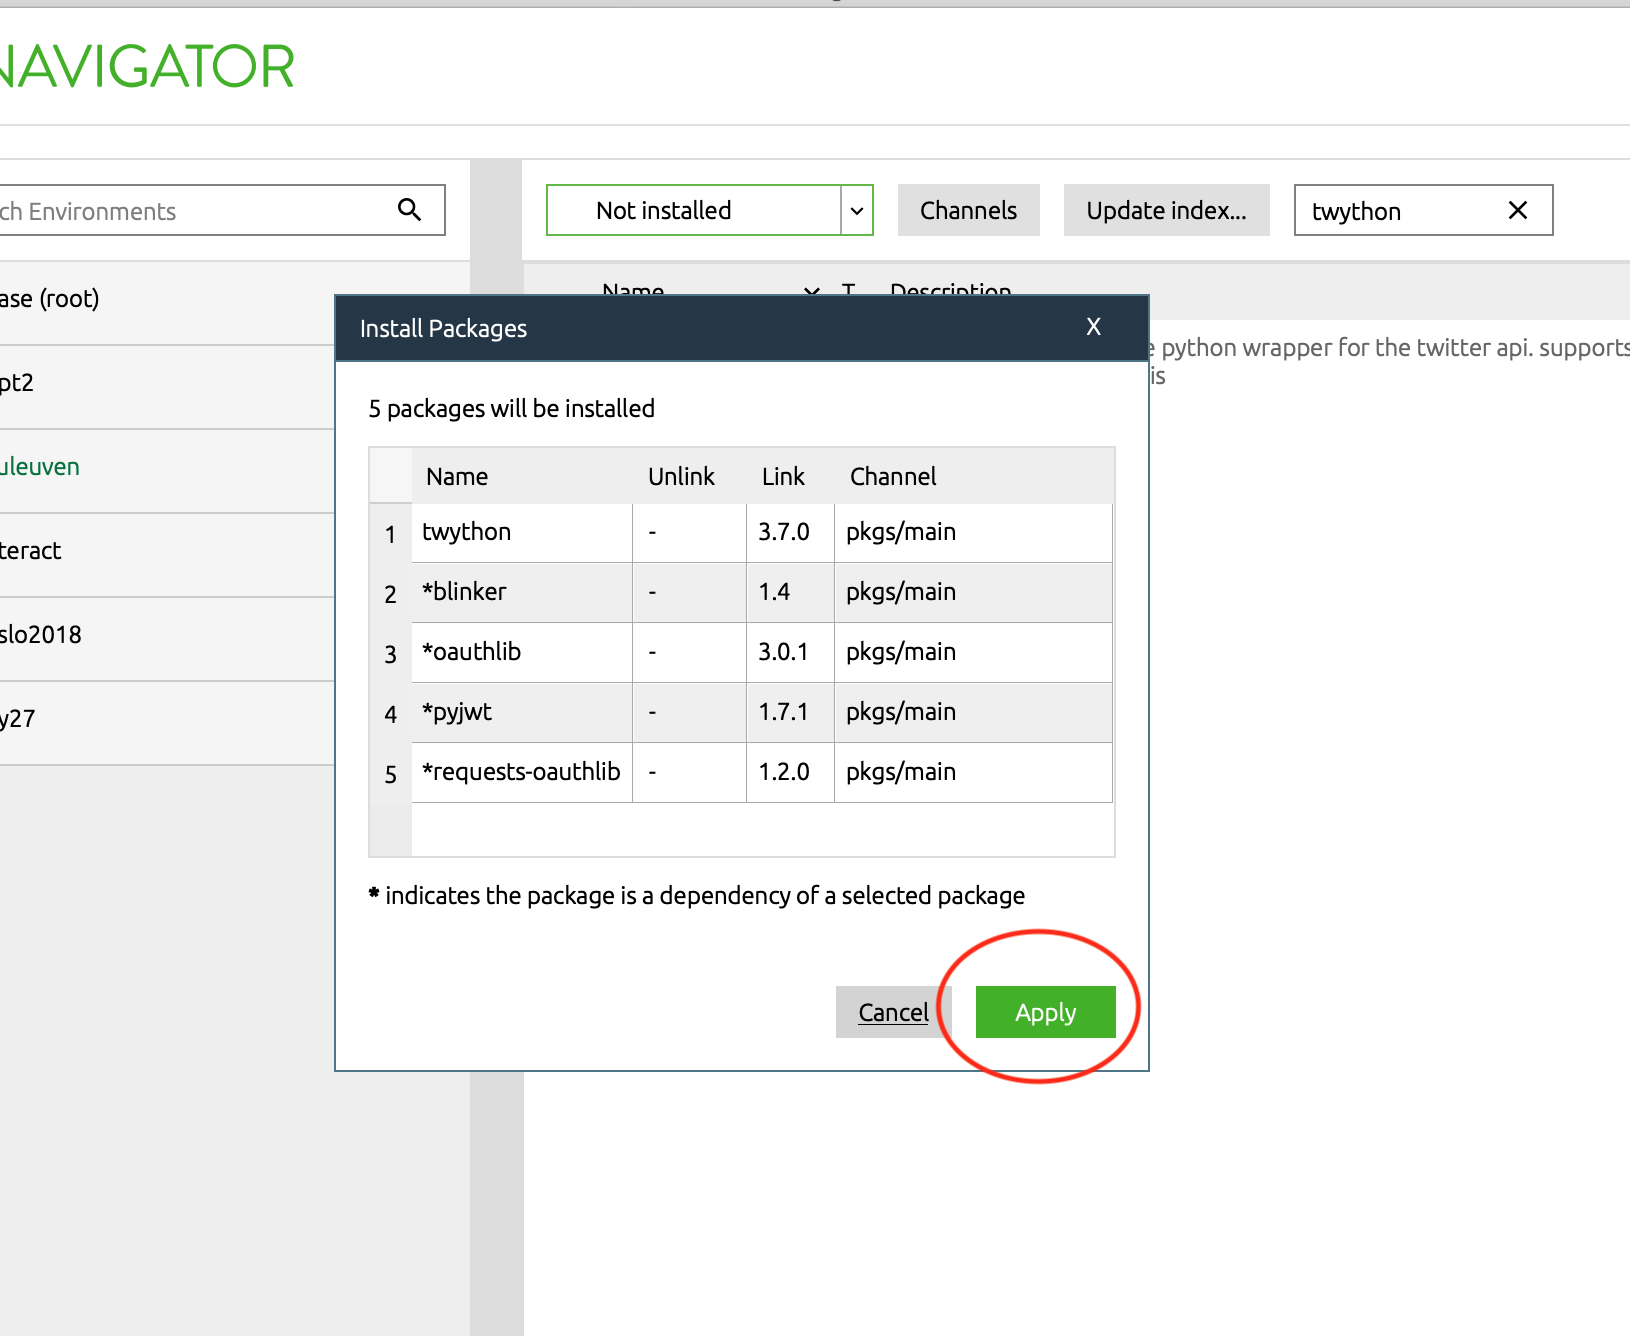 NAVIGATOR
ch Environments
Not installed
Channels
Update index...
twython
Name T Description
ase (root)
pt2
uleuven
teract
slo2018
y27
e python wrapper for the twitter api. supports
is
Install Packages X
5 packages will be installed
Name Unlink Link Channel
1 twython - 3.7.0 pkgs/main
2 *blinker - 1.4 pkgs/main
3 *oauthlib - 3.0.1 pkgs/main
4 *pyjwt - 1.7.1 pkgs/main
5 *requests-oauthlib - 1.2.0 pkgs/main
* indicates the package is a dependency of a selected package
Cancel
Apply